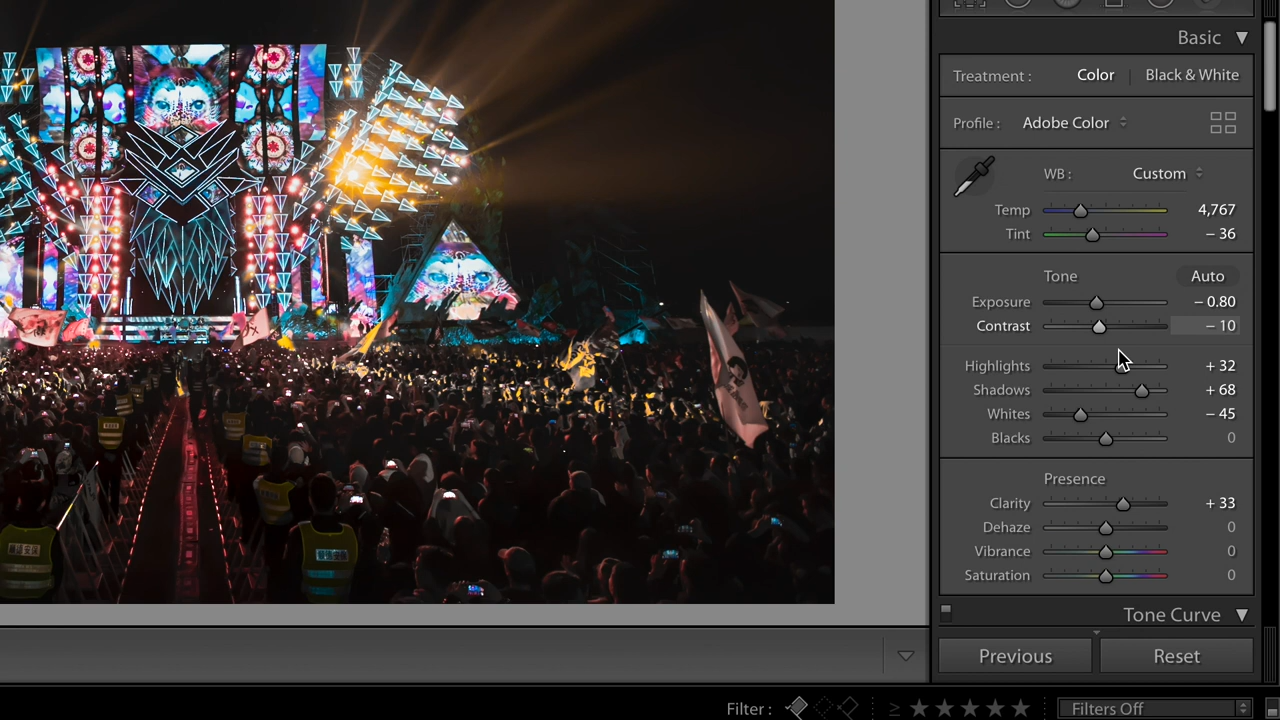 Basic
Treatment : Color Black & White
Profile : Adobe Color
WB : Custom
Temp 4,767
Tint – 36
Tone Auto
Exposure – 0.80
Contrast – 10
Highlights + 32
Shadows + 68
Whites – 45
Blacks 0
Presence
Clarity + 33
Dehaze 0
Vibrance 0
Saturation 0
Tone Curve
Previous Reset
Filter : ≥ ★★★★★ Filters Off